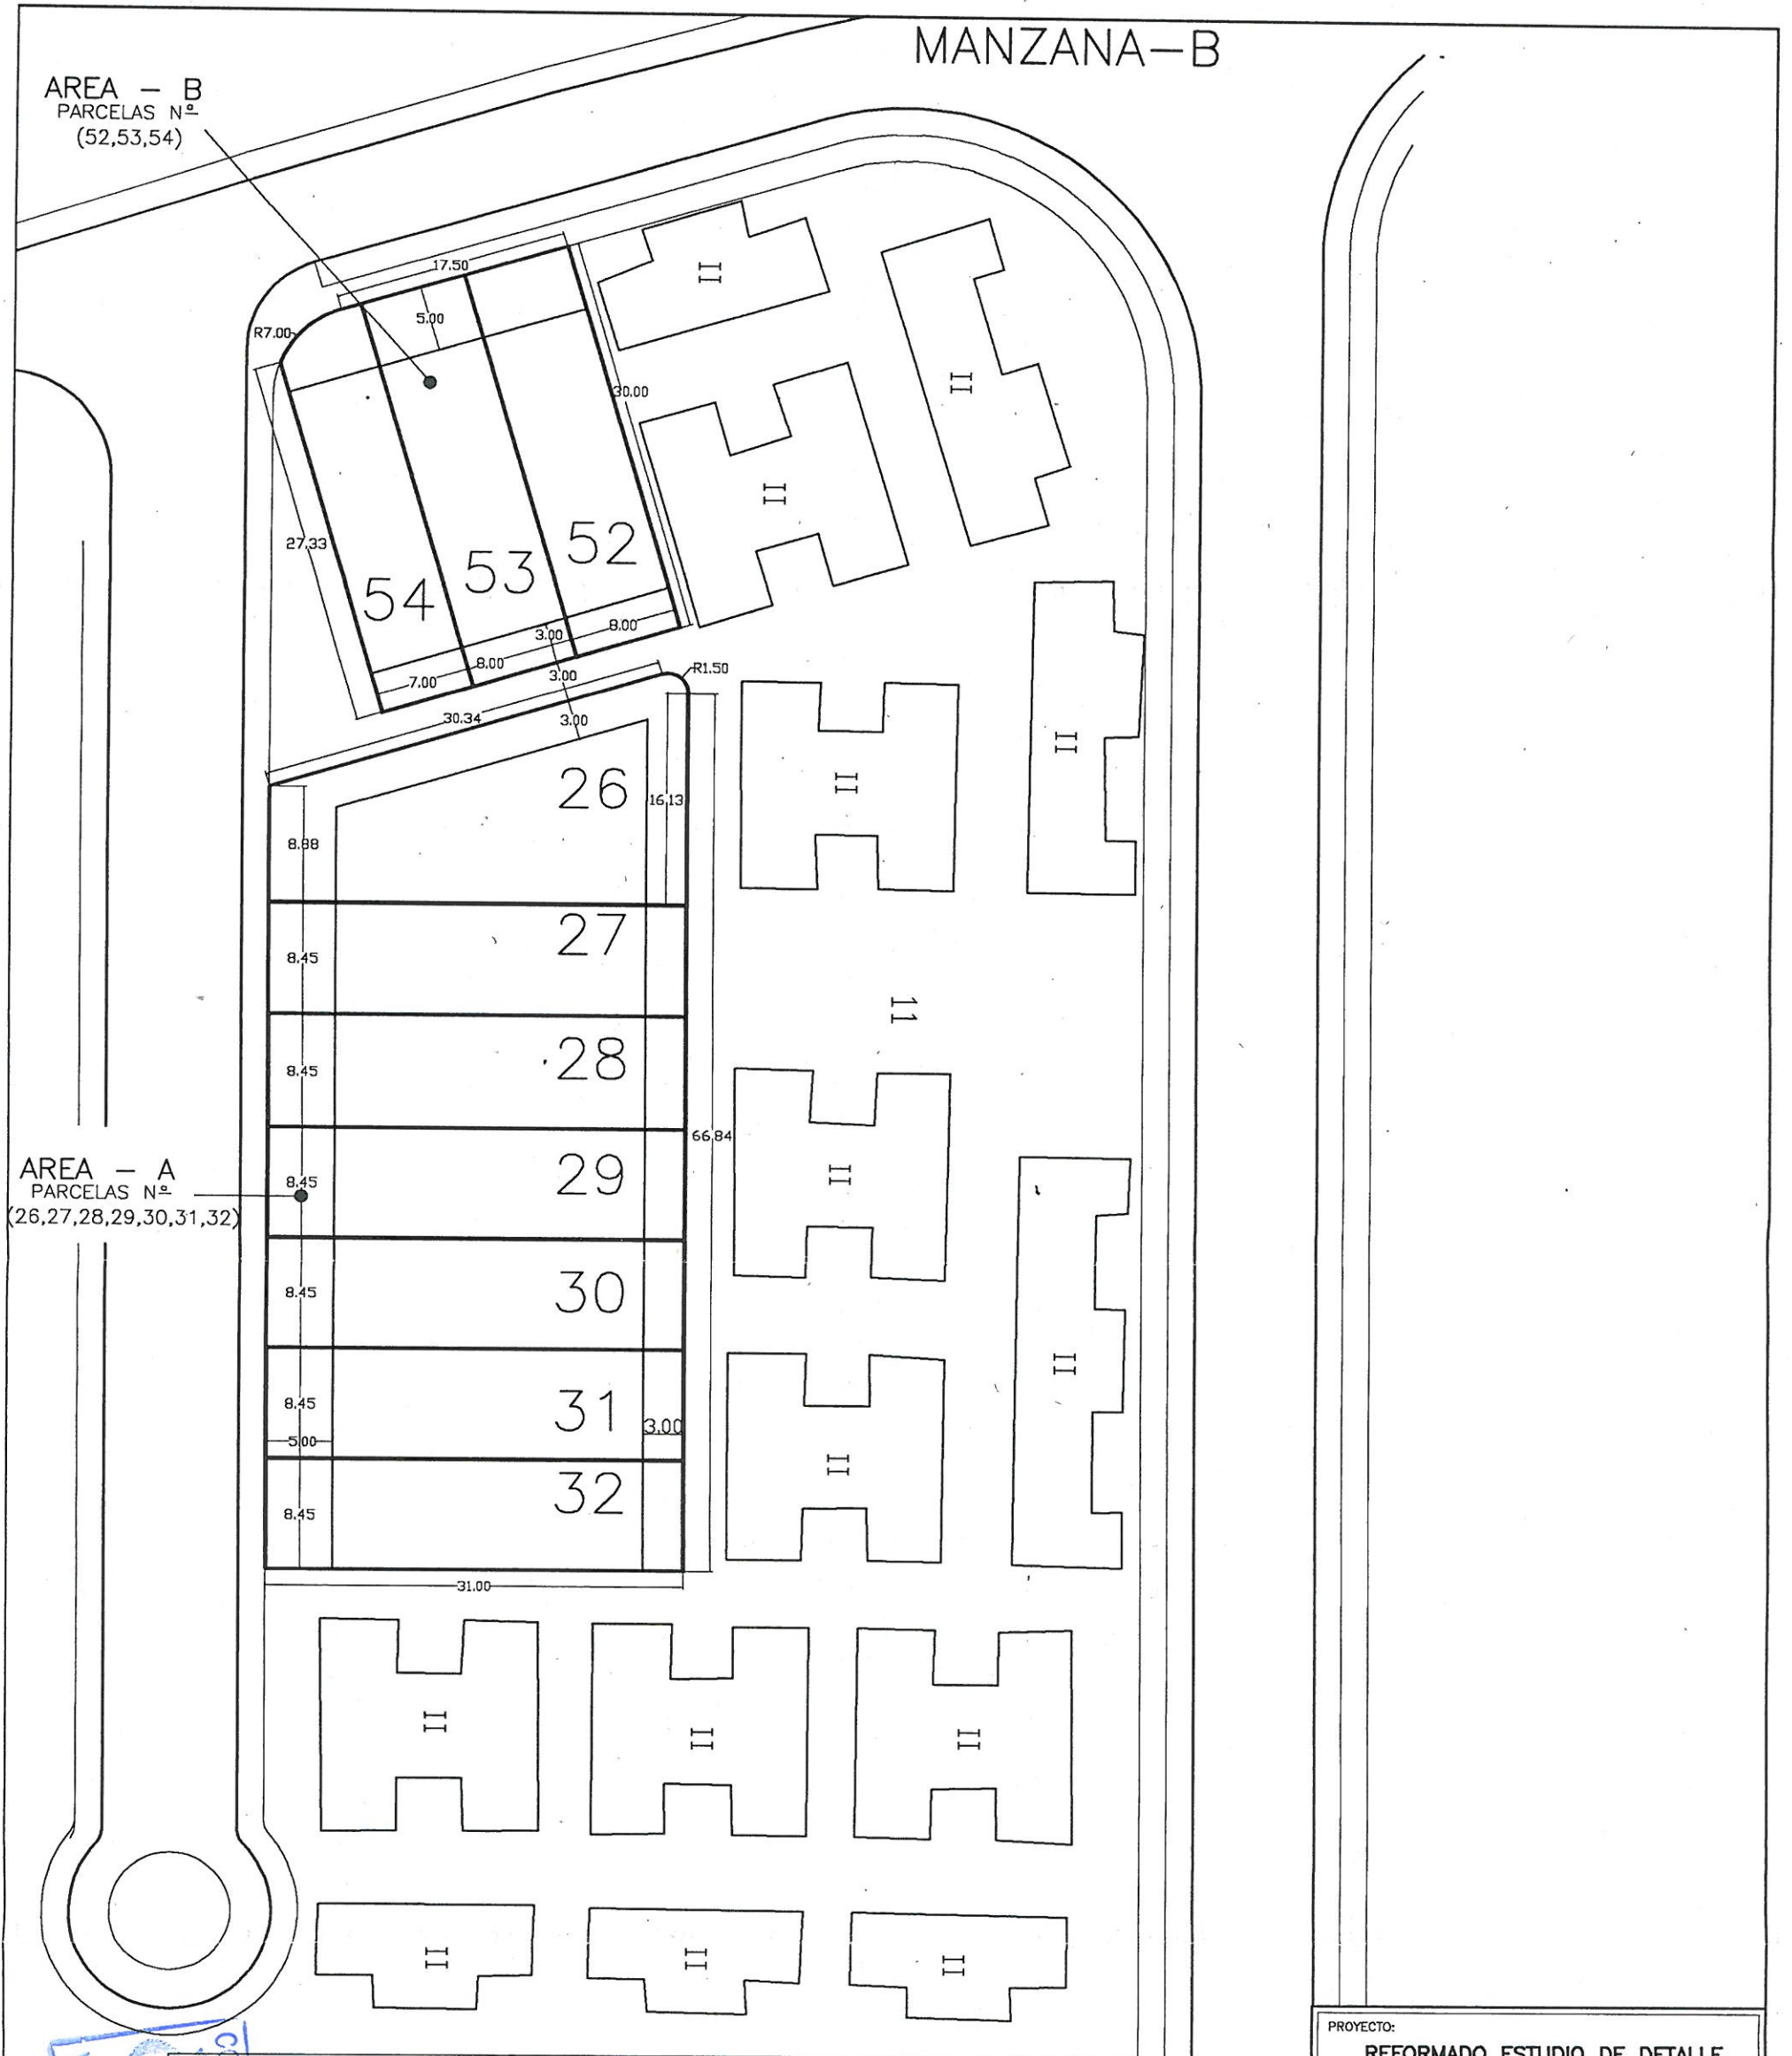 MANZANA-B
AREA - B
PARCELAS Nº
(52,53,54)
17.50
5.00
R7.00
30.00
27.33
54
53
52
3.00
8.00
8.00
7.00
3.00
R1.50
30.34
3.00
26
16.13
8.88
27
8.45
28
8.45
11
29
8.45
66.84
AREA - A
PARCELAS Nº
(26,27,28,29,30,31,32)
30
8.45
31
8.45
5.00
3.00
32
8.45
31.00
II
II
II
II
II
II
II
II
II
II
II
II
II
II
PROYECTO:
REFORMADO ESTUDIO DE DETALLE